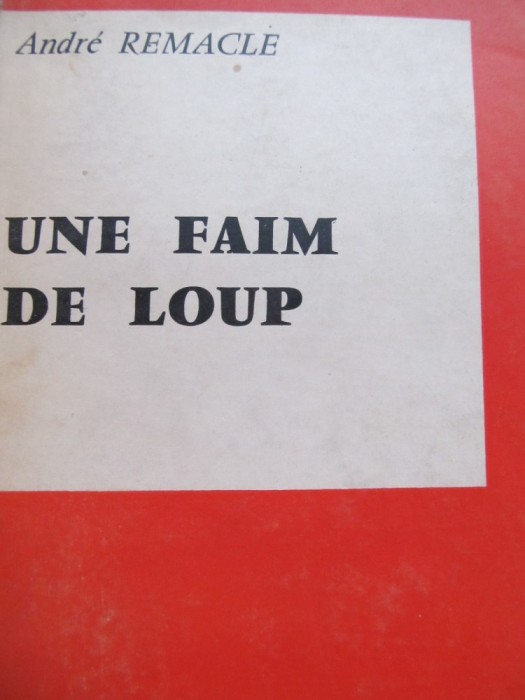 André REMACLE
UNE FAIM
DE LOUP